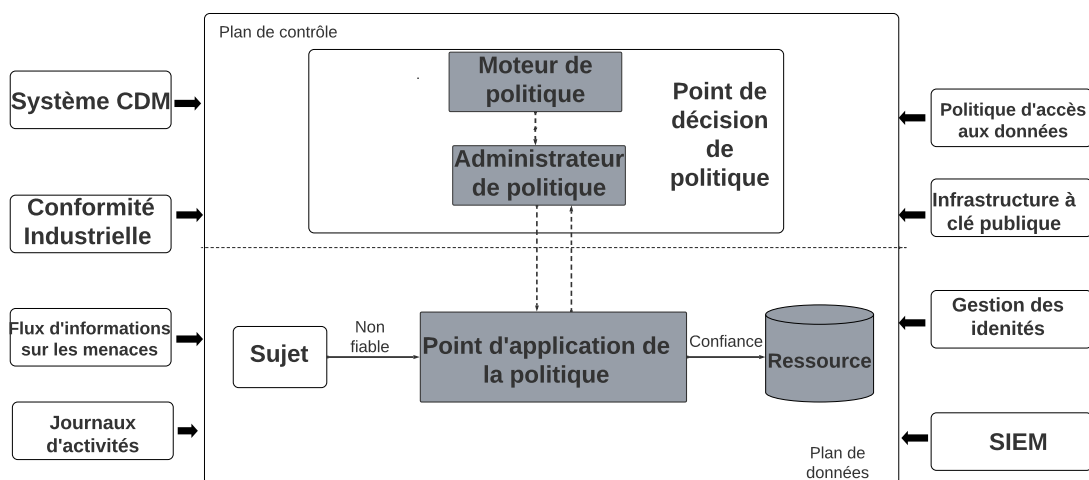 Plan de contrôle
Système CDM
Conformité
Industrielle
Flux d'informations
sur les menaces
Journaux
d'activités
Moteur de
politique
Administrateur
de politique
Point de
décision
de
politique
Sujet
Non
fiable
Point d'application de
la politique
Confiance
Ressource
Plan de
données
Politique d'accès
aux données
Infrastructure à
clé publique
Gestion des
idenités
SIEM